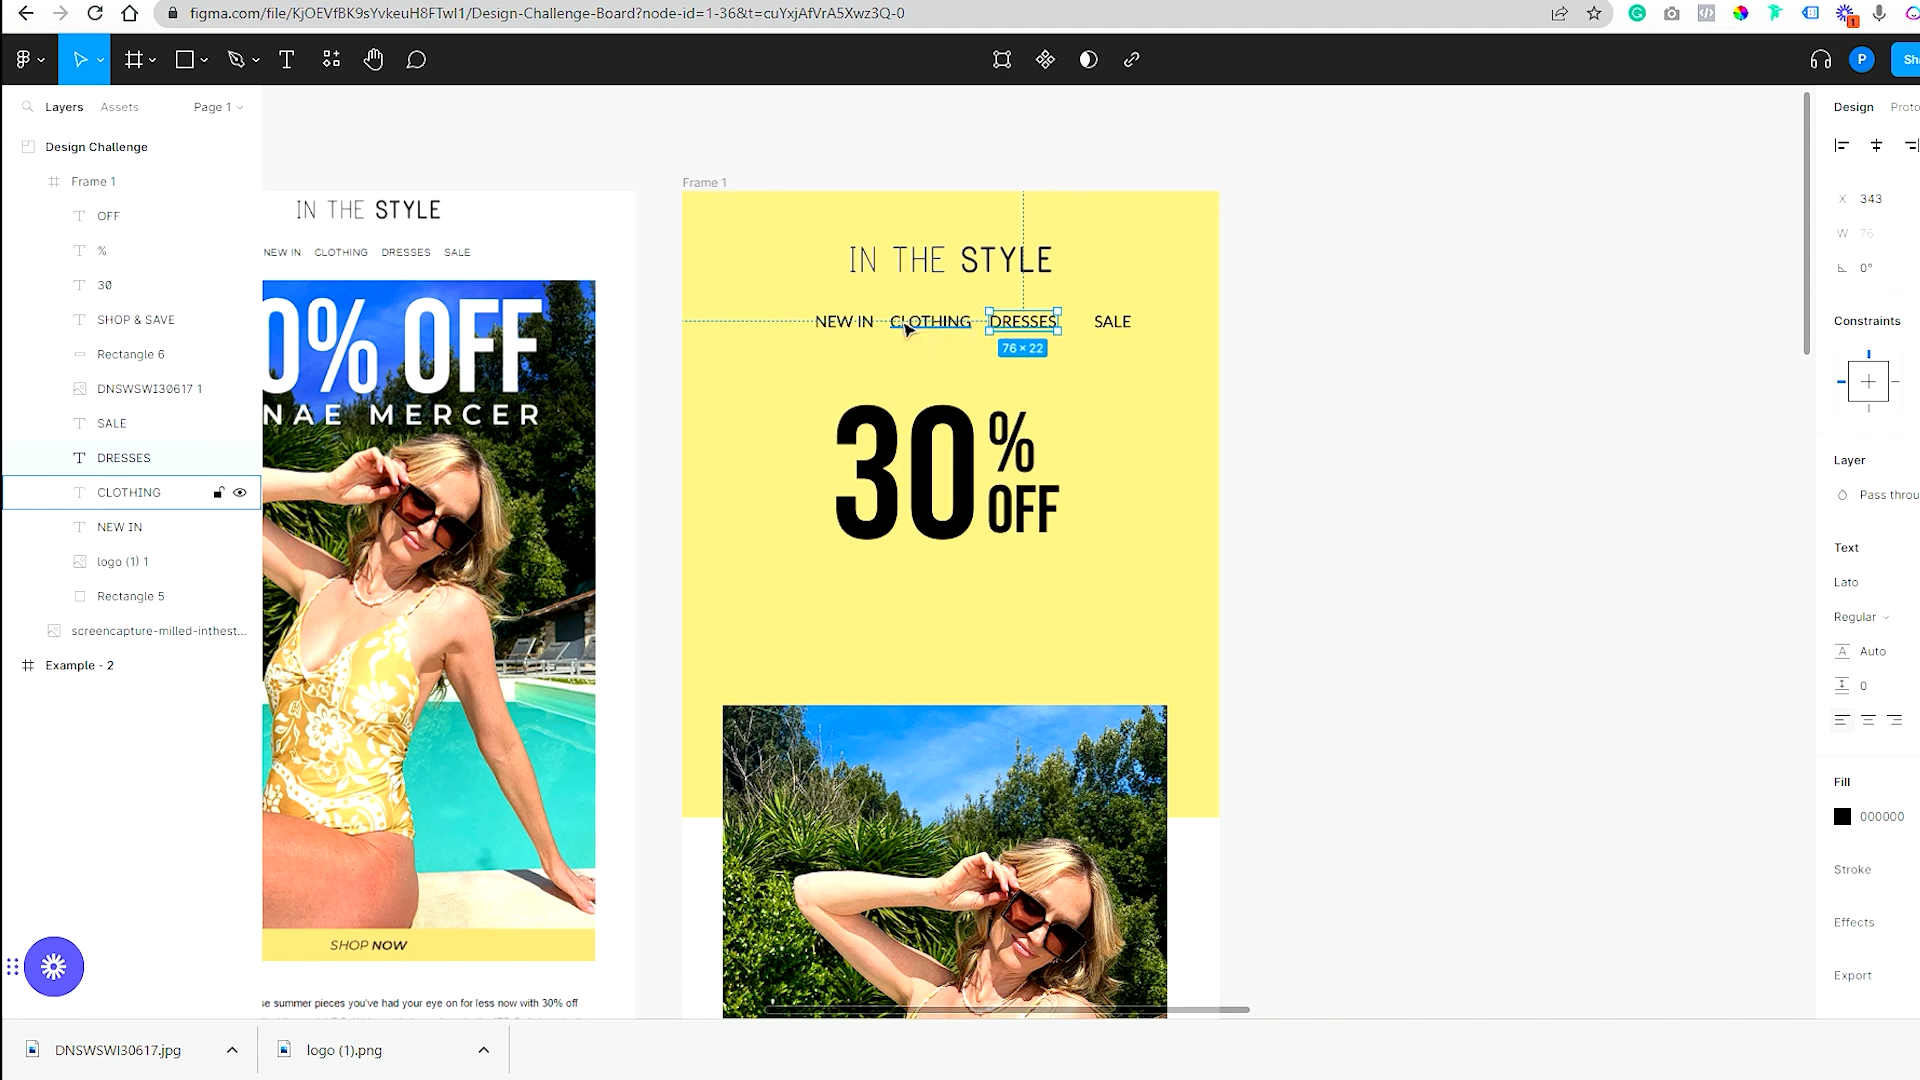 figma.com/file/KjOEVfBK9sYvkeuH8FTwI1/Design-Challenge-Board?node-id=1-36&t=cuYxjAfVrA5Xwz3Q-0
1
P
Sh
Layers
Assets
Page 1
Design Challenge
Frame 1
OFF
%
30
SHOP & SAVE
Rectangle 6
DNSWSWI30617 1
SALE
DRESSES
CLOTHING
NEW IN
logo (1) 1
Rectangle 5
screencapture-milled-inthest...
Example - 2
IN THE STYLE
NEW IN CLOTHING DRESSES SALE
0% OFF
NAE MERCER
SHOP NOW
se summer pieces you've had your eye on for less now with 30% off
Frame 1
IN THE STYLE
NEW IN CLOTHING DRESSES SALE
76 × 22
30 %
OFF
Design
Proto
X 343
W 76
0°
Constraints
Layer
Pass throu
Text
Lato
Regular
A Auto
0
Fill
000000
Stroke
Effects
Export
DNSWSWI30617.jpg
logo (1).png